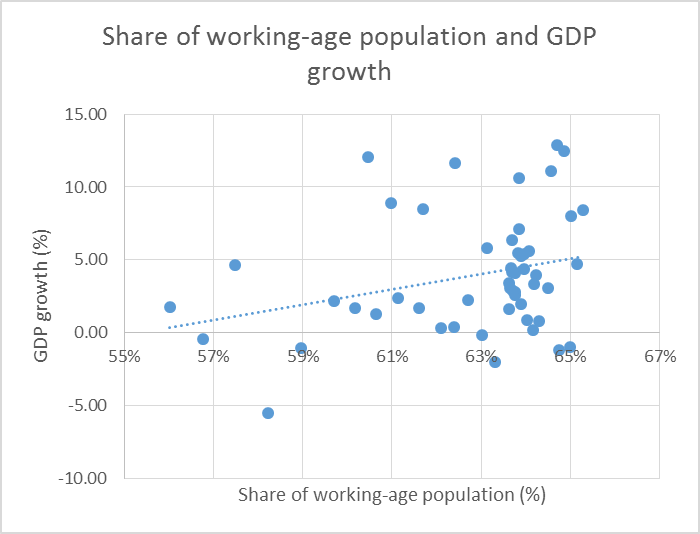 Share of working-age population and GDP
growth
15.00
10.00
5.00
0.00
-5.00
-10.00
GDP growth (%)
55% 57% 59% 61% 63% 65% 67%
Share of working-age population (%)